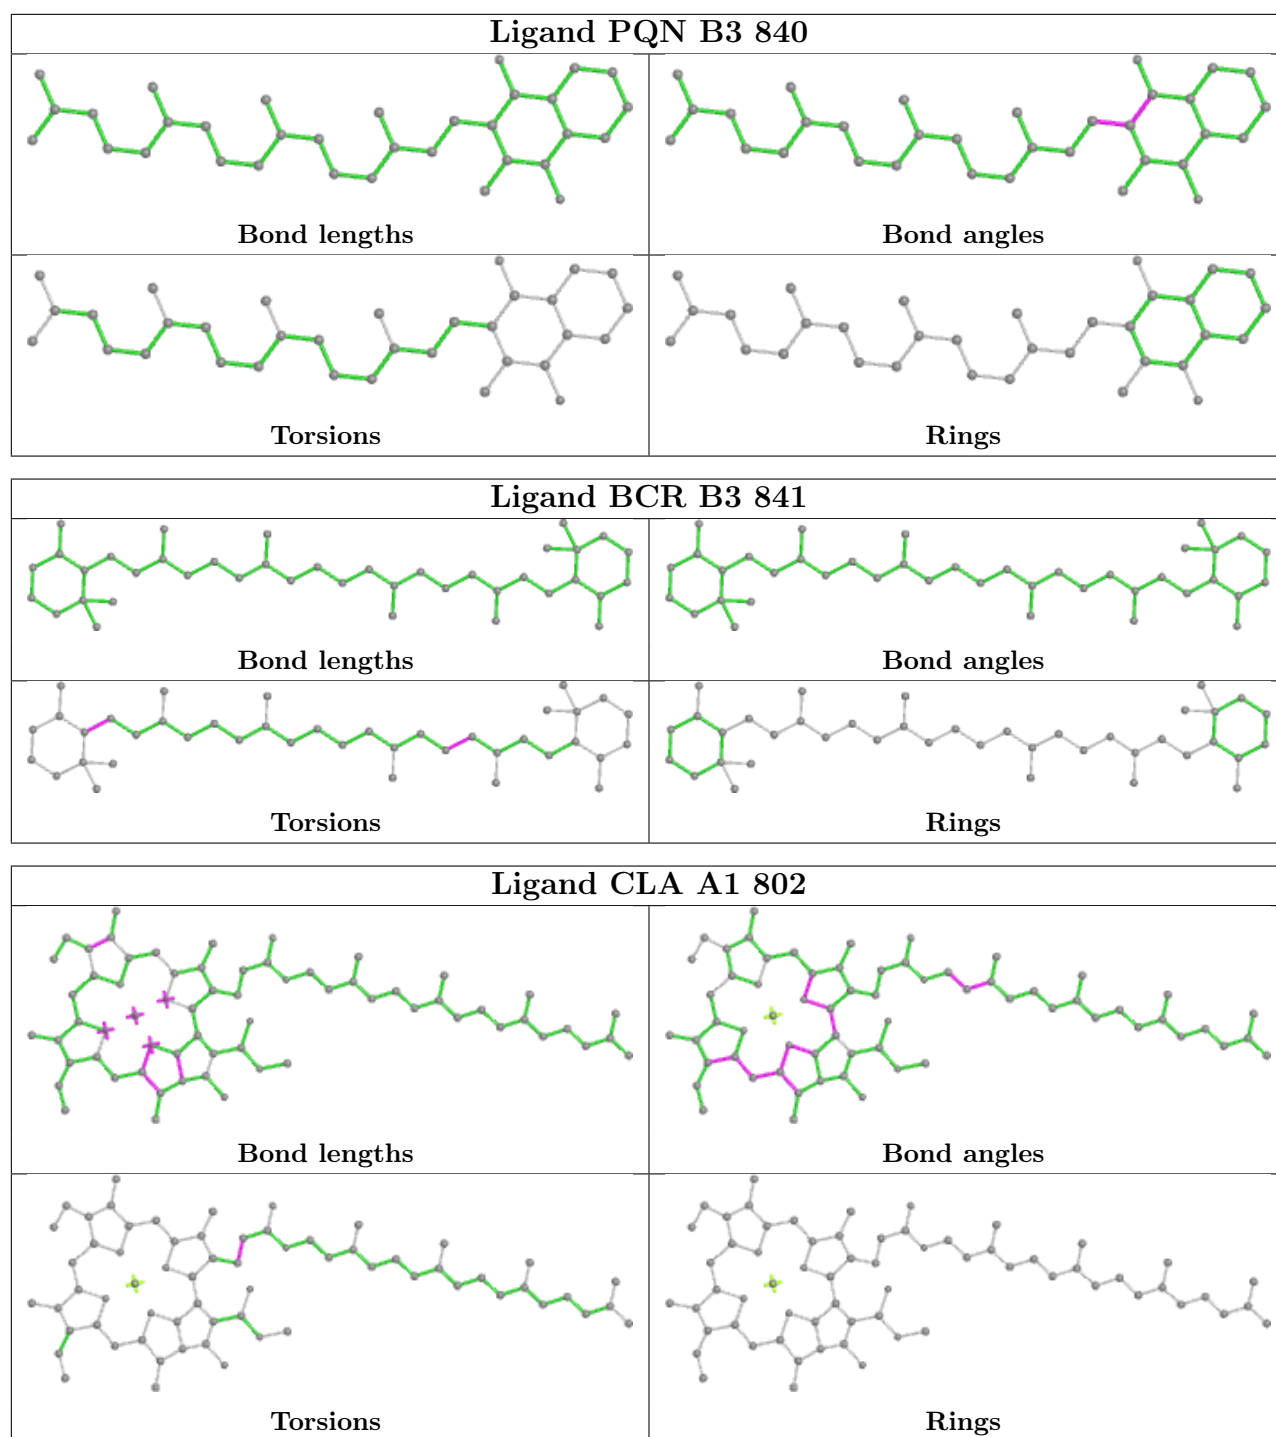 Ligand PQN B3 840
Bond lengths
Bond angles
Torsions
Rings
Ligand BCR B3 841
Bond lengths
Bond angles
Torsions
Rings
Ligand CLA A1 802
Bond lengths
Bond angles
Torsions
Rings